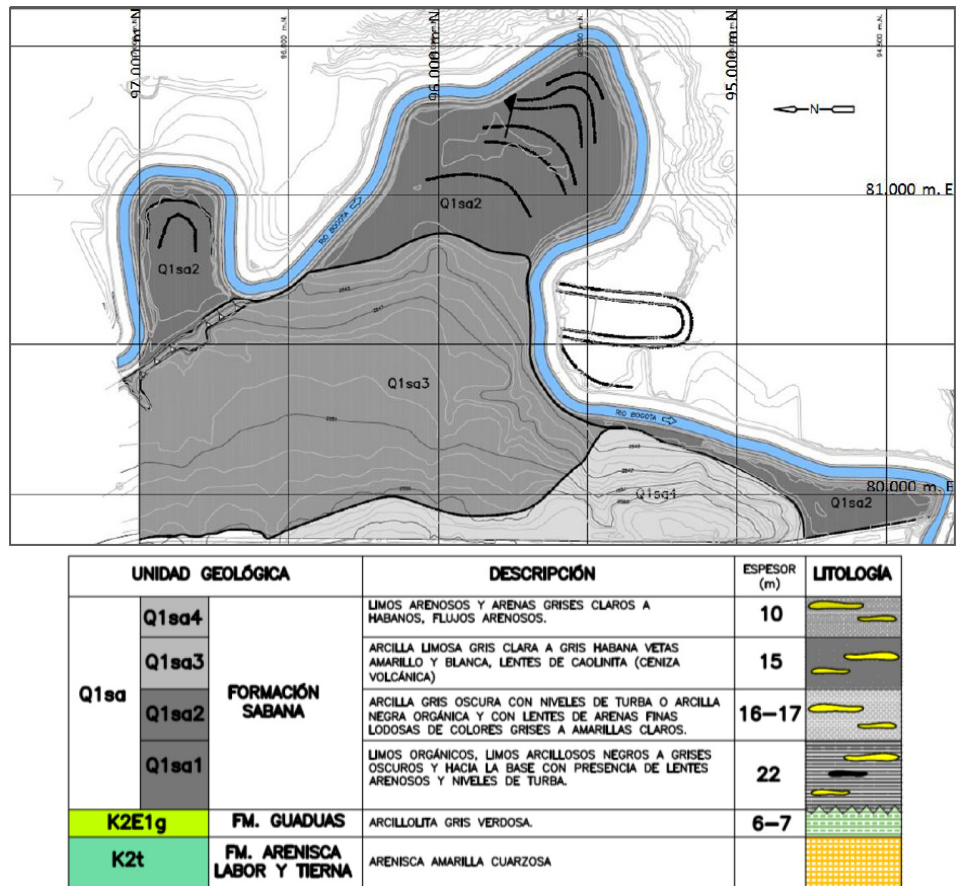 97.000 m.N
96.500 m.N.
96.000 m.N
95.000 m.N
94.500 m.N.
N
81.000 m. E
Q1sa2
RIO BOGOTA
Q1sa2
Q1sa3
RIO BOGOTA
80.000 m. E
Q1sa4
Q1sa2
UNIDAD GEOLÓGICA
DESCRIPCIÓN
ESPESOR
(m)
LITOLOGÍA
Q1sa
FORMACIÓN
SABANA
Q1sa4
LIMOS ARENOSOS Y ARENAS GRISES CLAROS A
HABANOS, FLUJOS ARENOSOS.
10
Q1sa3
ARCILLA LIMOSA GRIS CLARA A GRIS HABANA VETAS
AMARILLO Y BLANCA, LENTES DE CAOLINITA (CENIZA
VOLCÁNICA)
15
Q1sa2
ARCILLA GRIS OSCURA CON NIVELES DE TURBA O ARCILLA
NEGRA ORGÁNICA Y CON LENTES DE ARENAS FINAS
LODOSAS DE COLORES GRISES A AMARILLAS CLAROS.
16–17
Q1sa1
LIMOS ORGÁNICOS, LIMOS ARCILLOSOS NEGROS A GRISES
OSCUROS Y HACIA LA BASE CON PRESENCIA DE LENTES
ARENOSOS Y NIVELES DE TURBA.
22
K2E1g
FM. GUADUAS
ARCILLOLITA GRIS VERDOSA.
6–7
K2t
FM. ARENISCA
LABOR Y TIERNA
ARENISCA AMARILLA CUARZOSA